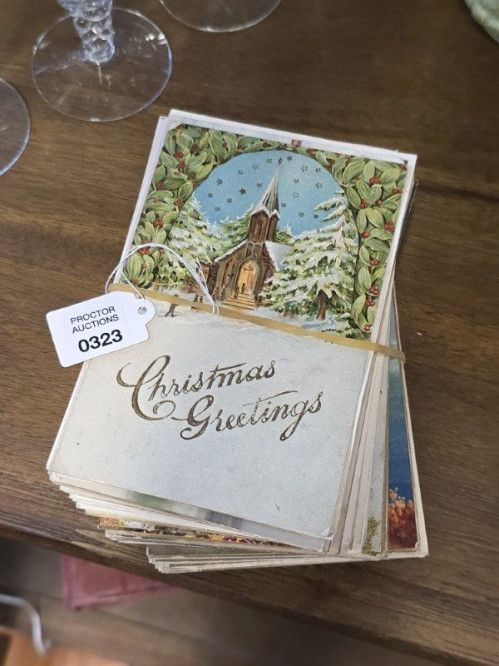 PROCTOR
AUCTIONS
0323
Christmas
Greetings